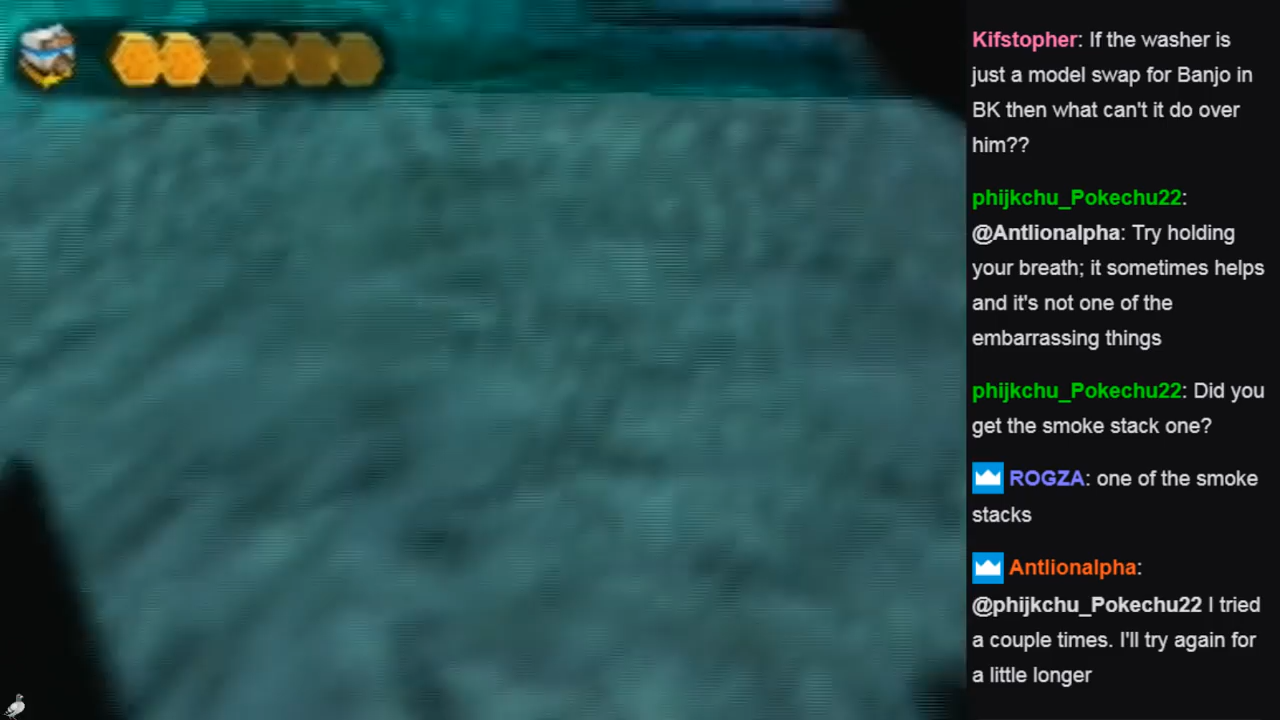 Kifstopher: If the washer is
just a model swap for Banjo in
BK then what can't it do over
him??
phijkchu_Pokechu22:
@Antlionalpha: Try holding
your breath; it sometimes helps
and it's not one of the
embarrassing things
phijkchu_Pokechu22: Did you
get the smoke stack one?
ROGZA: one of the smoke
stacks
Antlionalpha:
@phijkchu_Pokechu22 I tried
a couple times. I'll try again for
a little longer